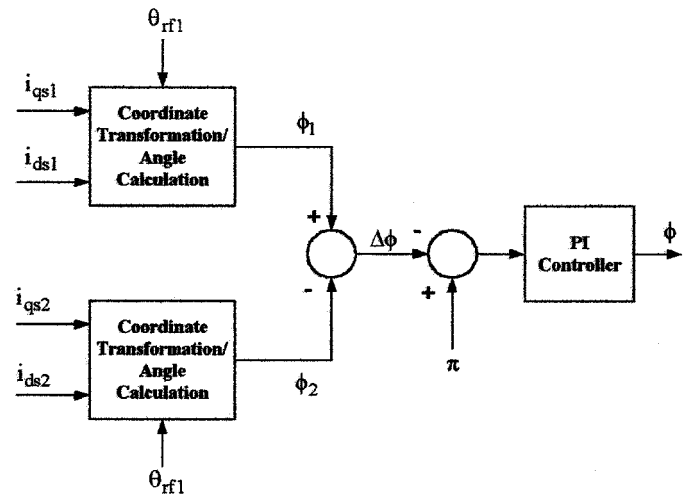 θrf1
iqs1
ids1
Coordinate
Transformation/
Angle
Calculation
ϕ1
+
-
Δϕ
-
+
π
PI
Controller
ϕ
iqs2
ids2
Coordinate
Transformation/
Angle
Calculation
ϕ2
θrf1